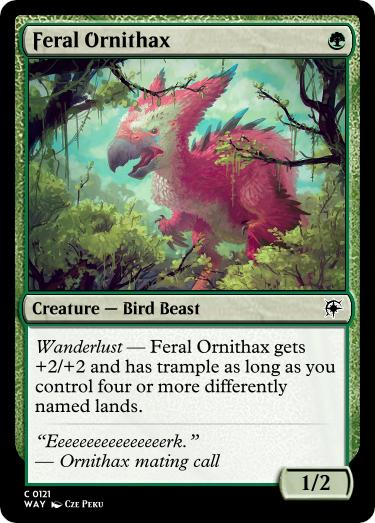 Feral Ornithax
Creature — Bird Beast
Wanderlust — Feral Ornithax gets
+2/+2 and has trample as long as you
control four or more differently
named lands.
“Eeeeeeeeeeeeeeerk.”
— Ornithax mating call
1/2
C 0121
WAY Cze Peku